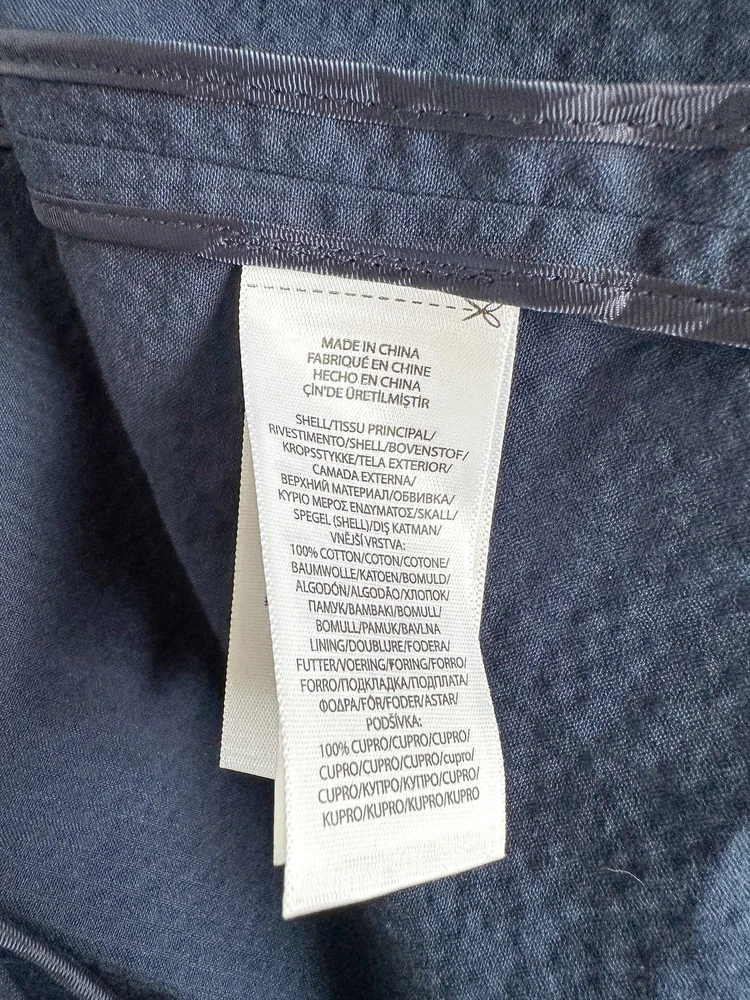 MADE IN CHINA
FABRIQUÉ EN CHINE
HECHO EN CHINA
ÇİN'DE ÜRETİLMİŞTİR
SHELL/TISSU PRINCIPAL/
RIVESTIMENTO/SHELL/BOVENSTOF/
KROPSSTYKKE/TELA EXTERIOR/
CAMADA EXTERNA/
ВЕРХНИЙ МАТЕРИАЛ/ОБВИВКА/
ΚΥΡΙΟ ΜΕΡΟΣ ΕΝΔΥΜΑΤΟΣ/SKALL/
SPEGEL (SHELL)/DIŞ KATMAN/
VNĚJŠÍ VRSTVA:
100% COTTON/COTON/COTONE/
BAUMWOLLE/KATOEN/BOMULD/
ALGODÓN/ALGODÃO/ХЛОПОК/
ПАМУК/ΒΑΜΒΑΚΙ/BOMULL/
BOMULL/PAMUK/BAVLNA
LINING/DOUBLURE/FODERA/
FUTTER/VOERING/FORING/FORRO/
FORRO/ПОДКЛАДКА/ПОДПЛАТА/
ΦΟΔΡΑ/FÔR/FODER/ASTAR/
PODŠÍVKA:
100% CUPRO/CUPRO/CUPRO/
CUPRO/CUPRO/CUPRO/cupro/
CUPRO/КУПРО/КУПРО/CUPRO/
KUPRO/KUPRO/KUPRO/KUPRO